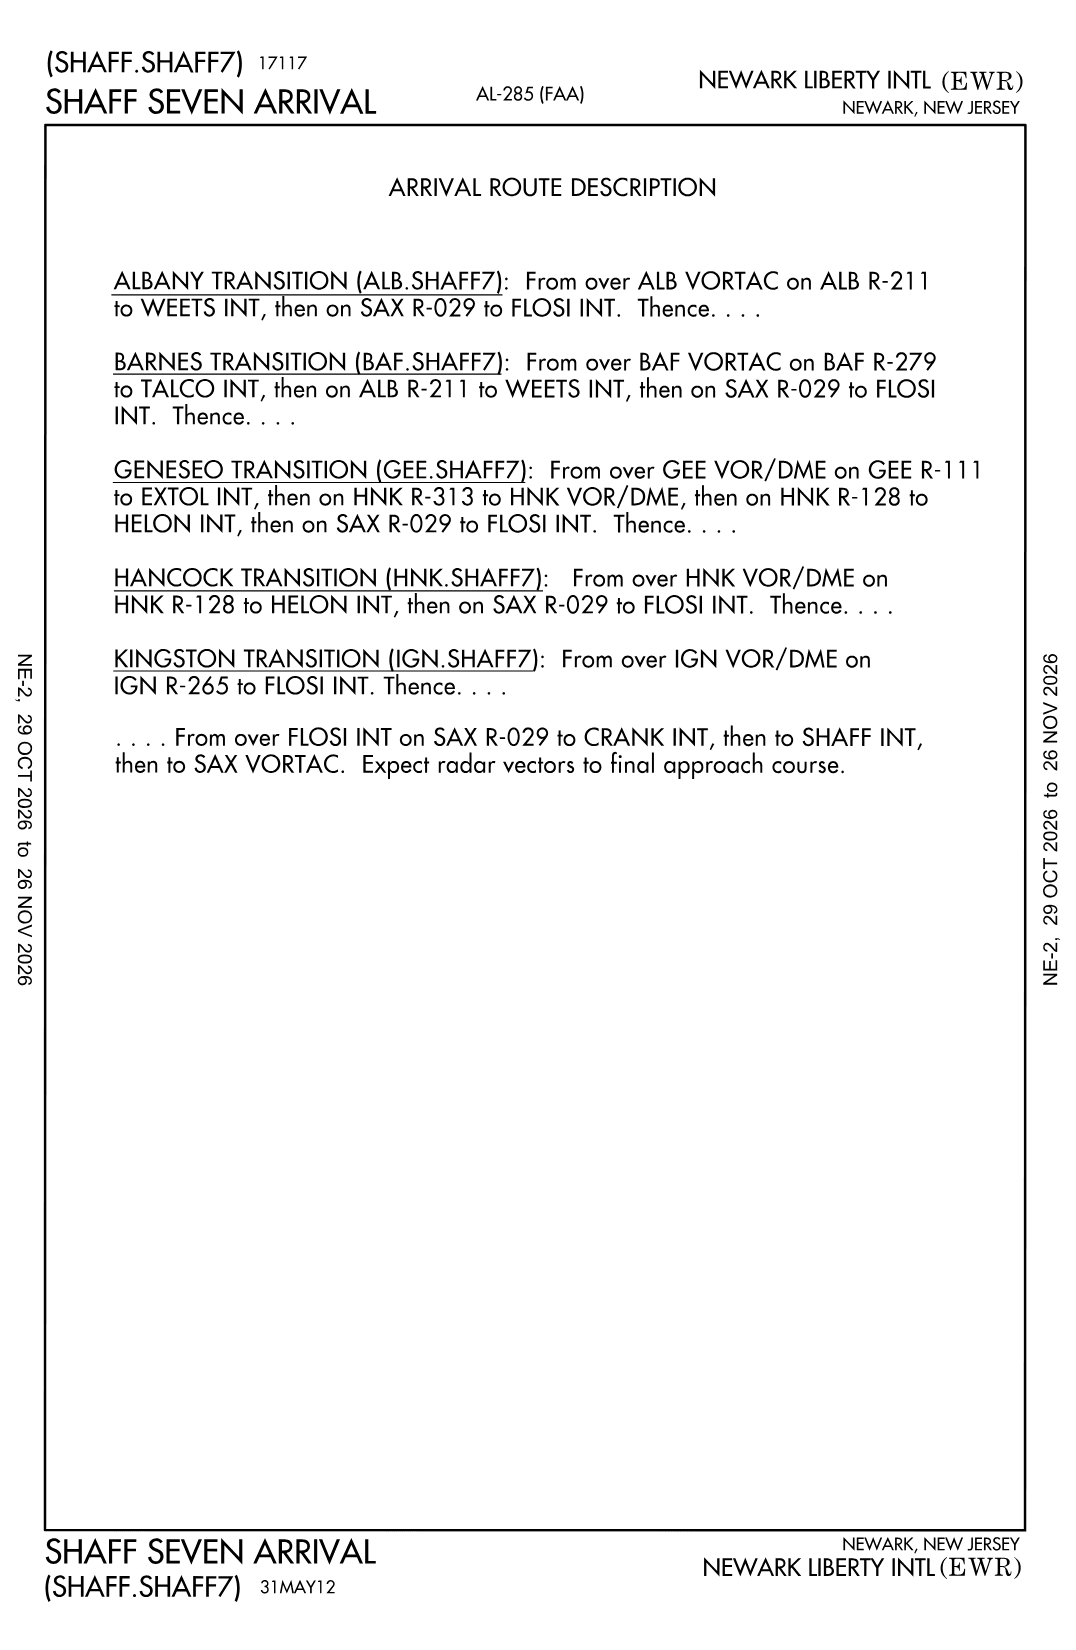 (SHAFF.SHAFF7) 17117
SHAFF SEVEN ARRIVAL
AL-285 (FAA)
NEWARK LIBERTY INTL (EWR)
NEWARK, NEW JERSEY
ARRIVAL ROUTE DESCRIPTION
ALBANY TRANSITION (ALB.SHAFF7): From over ALB VORTAC on ALB R-211
to WEETS INT, then on SAX R-029 to FLOSI INT. Thence. . . .
BARNES TRANSITION (BAF.SHAFF7): From over BAF VORTAC on BAF R-279
to TALCO INT, then on ALB R-211 to WEETS INT, then on SAX R-029 to FLOSI
INT. Thence. . . .
GENESEO TRANSITION (GEE.SHAFF7): From over GEE VOR/DME on GEE R-111
to EXTOL INT, then on HNK R-313 to HNK VOR/DME, then on HNK R-128 to
HELON INT, then on SAX R-029 to FLOSI INT. Thence. . . .
HANCOCK TRANSITION (HNK.SHAFF7): From over HNK VOR/DME on
HNK R-128 to HELON INT, then on SAX R-029 to FLOSI INT. Thence. . . .
KINGSTON TRANSITION (IGN.SHAFF7): From over IGN VOR/DME on
IGN R-265 to FLOSI INT. Thence. . . .
. . . . From over FLOSI INT on SAX R-029 to CRANK INT, then to SHAFF INT,
then to SAX VORTAC. Expect radar vectors to final approach course.
NE-2, 29 OCT 2026 to 26 NOV 2026
NE-2, 29 OCT 2026 to 26 NOV 2026
SHAFF SEVEN ARRIVAL
(SHAFF.SHAFF7) 31MAY12
NEWARK, NEW JERSEY
NEWARK LIBERTY INTL (EWR)